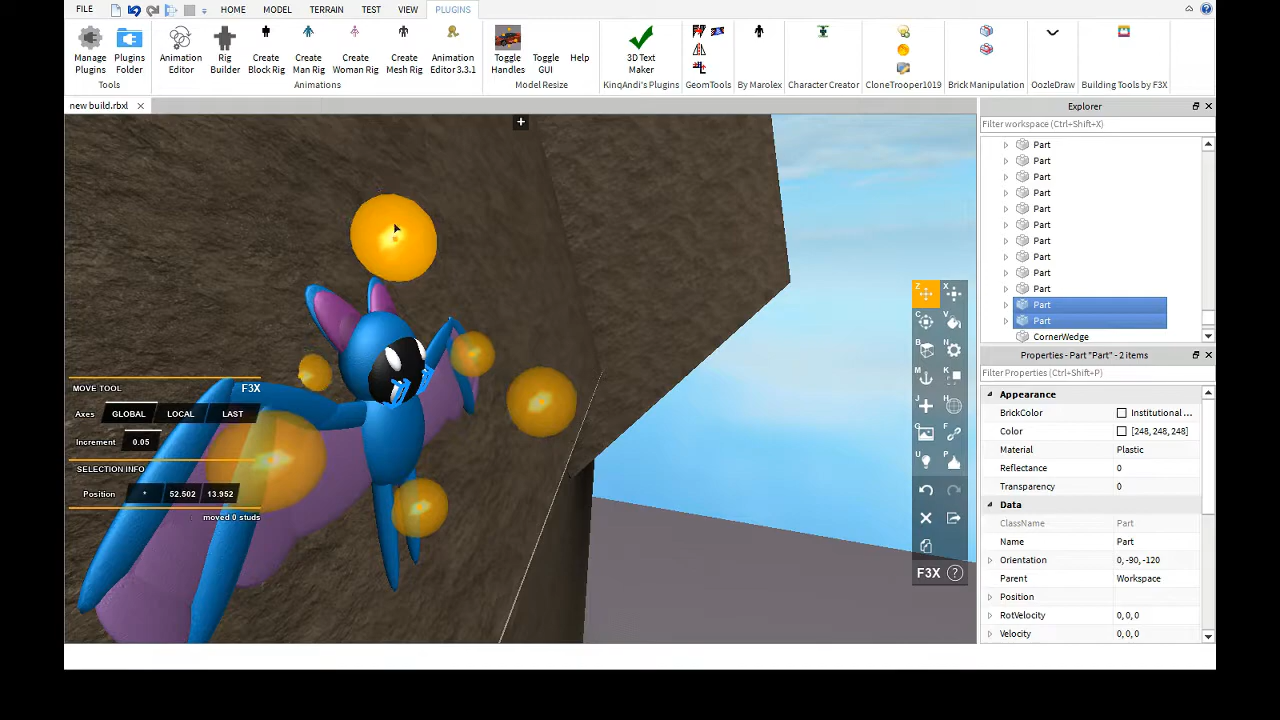 FILE HOME MODEL TERRAIN TEST VIEW PLUGINS
Manage Plugins
Plugins Folder
Animation Editor
Rig Builder
Create Block Rig
Create Man Rig
Create Woman Rig
Create Mesh Rig
Animation Editor 3.3.1
Toggle Handles
Toggle GUI
Help
3D Text Maker
Tools
Animations
Model Resize
KinqAndi's Plugins
GeomTools
By Marolex
Character Creator
CloneTrooper1019
Brick Manipulation
OozleDraw
Building Tools by F3X
new build.rbxl
Explorer
Filter workspace (Ctrl+Shift+X)
Part
Part
Part
Part
Part
Part
Part
Part
Part
Part
Part
Part
CornerWedge
Properties - Part "Part" - 2 items
Filter Properties (Ctrl+Shift+P)
Appearance
BrickColor Institutional ...
Color [248, 248, 248]
Material Plastic
Reflectance 0
Transparency 0
Data
ClassName Part
Name Part
Orientation 0, -90, -120
Parent Workspace
Position
RotVelocity 0,0,0
Velocity 0,0,0
MOVE TOOL F3X
Axes GLOBAL LOCAL LAST
Increment 0.05
SELECTION INFO
Position * 52.502 13.952
moved 0 studs
Z X
C V
B N
M K
J H
G F
U P
F3X ?